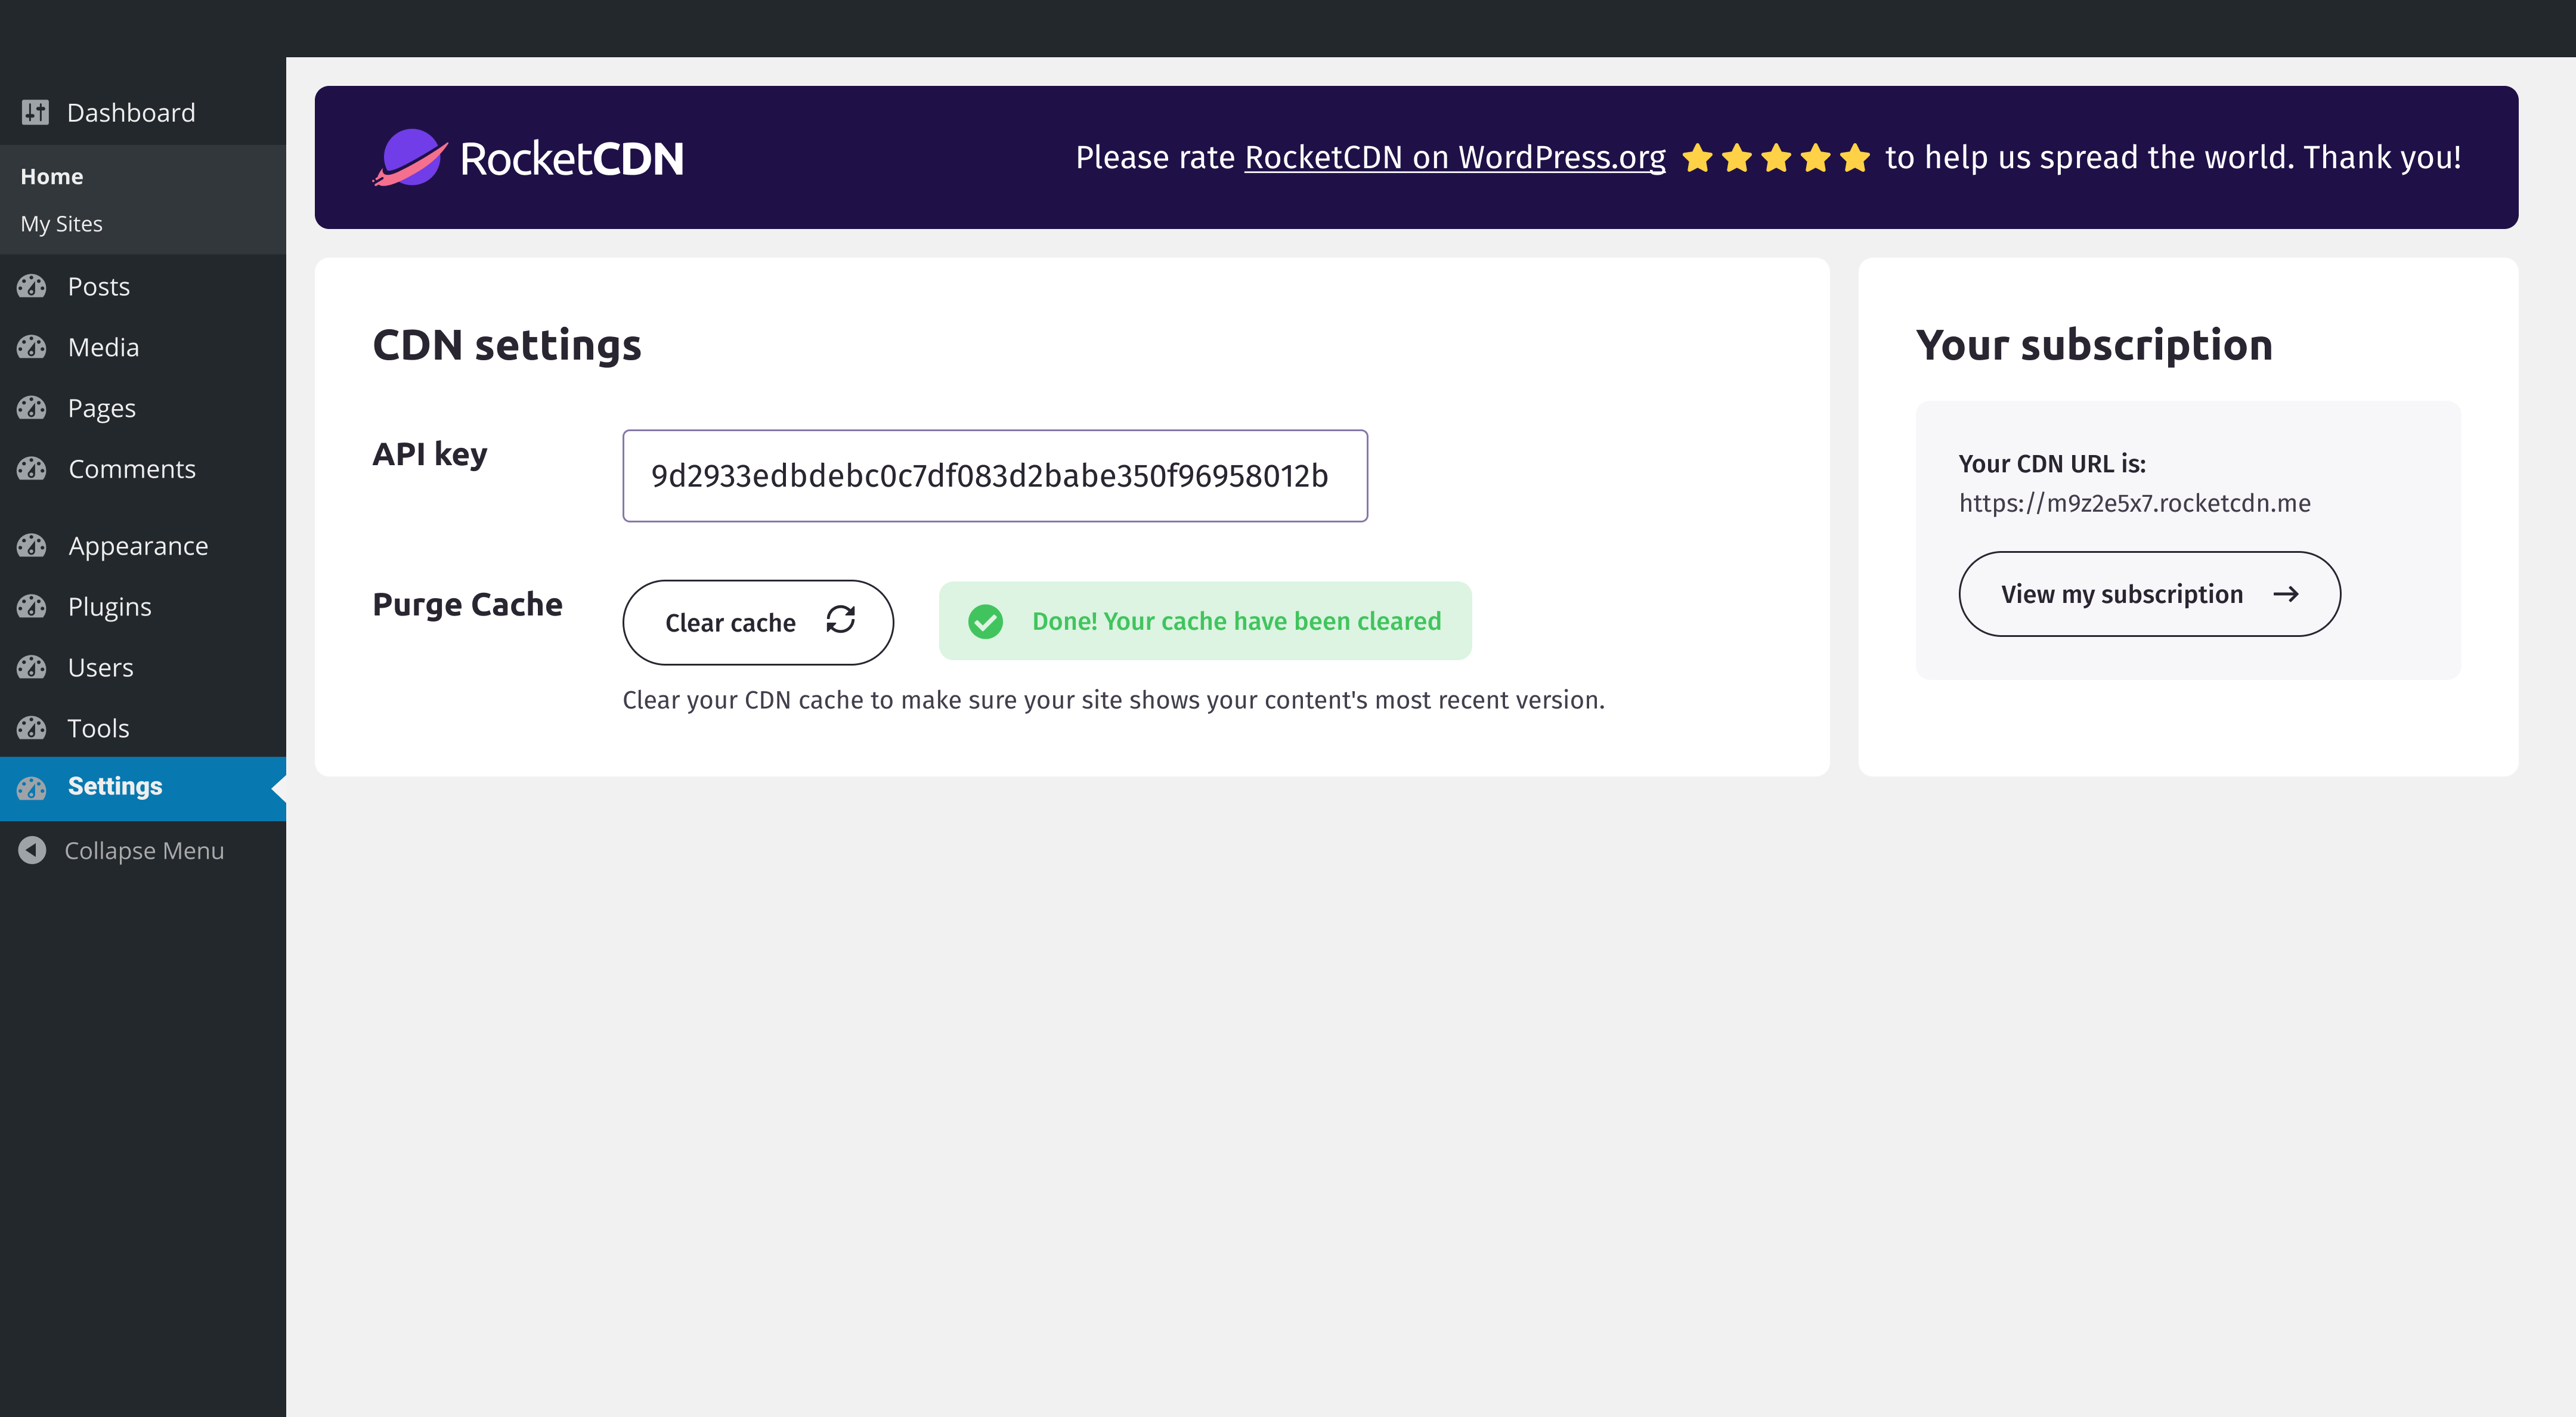 Dashboard
Home
My Sites
Posts
Media
Pages
Comments
Appearance
Plugins
Users
Tools
Settings
Collapse Menu
RocketCDN
Please rate RocketCDN on WordPress.org to help us spread the world. Thank you!
CDN settings
API key
9d2933edbdebc0c7df083d2babe350f96958012b
Purge Cache
Clear cache
Done! Your cache have been cleared
Clear your CDN cache to make sure your site shows your content's most recent version.
Your subscription
Your CDN URL is:
https://m9z2e5x7.rocketcdn.me
View my subscription →